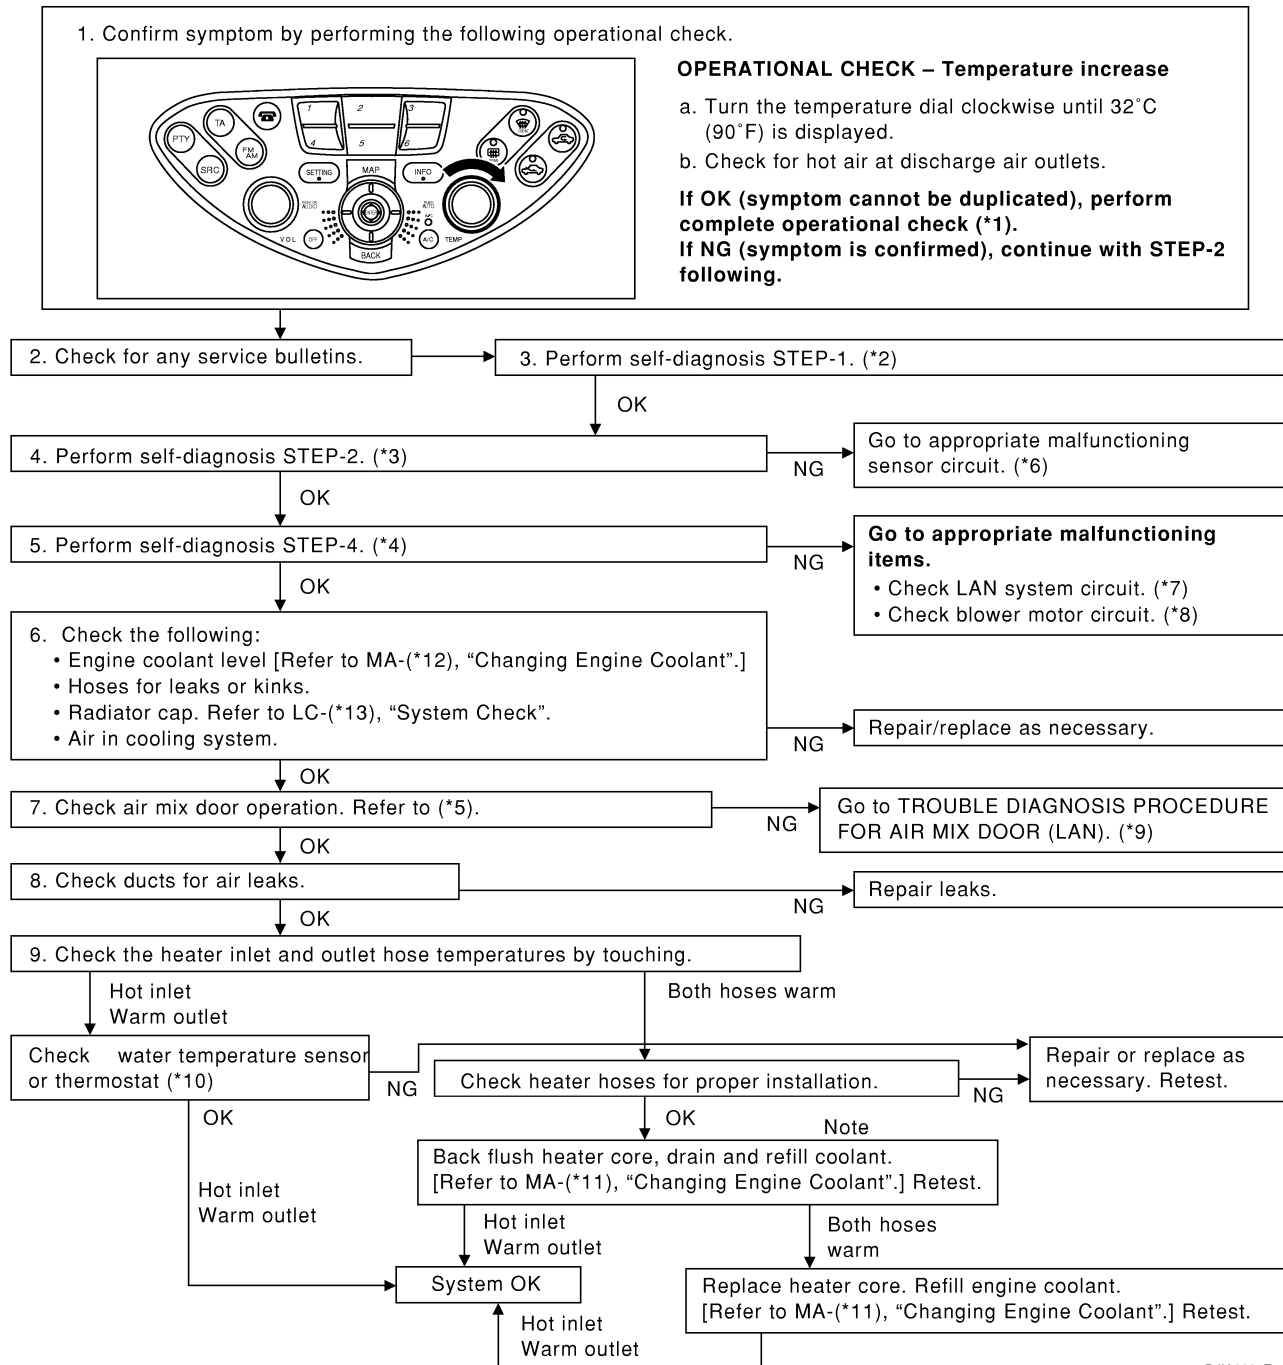 1. Confirm symptom by performing the following operational check.
OPERATIONAL CHECK – Temperature increase
a. Turn the temperature dial clockwise until 32˚C
(90˚F) is displayed.
b. Check for hot air at discharge air outlets.
If OK (symptom cannot be duplicated), perform
complete operational check (*1).
If NG (symptom is confirmed), continue with STEP-2
following.
PTY
TA
SRC
FM
AM
1
2
3
4
5
6
SETTING
MAP
INFO
ENTER
VOL
OFF
BACK
A/C
A/C
TEMP
2. Check for any service bulletins.
3. Perform self-diagnosis STEP-1. (*2)
OK
4. Perform self-diagnosis STEP-2. (*3)
NG
Go to appropriate malfunctioning
sensor circuit. (*6)
OK
5. Perform self-diagnosis STEP-4. (*4)
NG
Go to appropriate malfunctioning
items.
• Check LAN system circuit. (*7)
• Check blower motor circuit. (*8)
OK
6. Check the following:
• Engine coolant level [Refer to MA-(*12), “Changing Engine Coolant”.]
• Hoses for leaks or kinks.
• Radiator cap. Refer to LC-(*13), “System Check”.
• Air in cooling system.
NG
Repair/replace as necessary.
OK
7. Check air mix door operation. Refer to (*5).
NG
Go to TROUBLE DIAGNOSIS PROCEDURE
FOR AIR MIX DOOR (LAN). (*9)
OK
8. Check ducts for air leaks.
NG
Repair leaks.
OK
9. Check the heater inlet and outlet hose temperatures by touching.
Hot inlet
Warm outlet
Both hoses warm
Check water temperature sensor
or thermostat (*10)
NG
Check heater hoses for proper installation.
NG
Repair or replace as
necessary. Retest.
OK
OK
Note
Back flush heater core, drain and refill coolant.
[Refer to MA-(*11), “Changing Engine Coolant”.] Retest.
Hot inlet
Warm outlet
Hot inlet
Warm outlet
Both hoses
warm
System OK
Replace heater core. Refill engine coolant.
[Refer to MA-(*11), “Changing Engine Coolant”.] Retest.
Hot inlet
Warm outlet